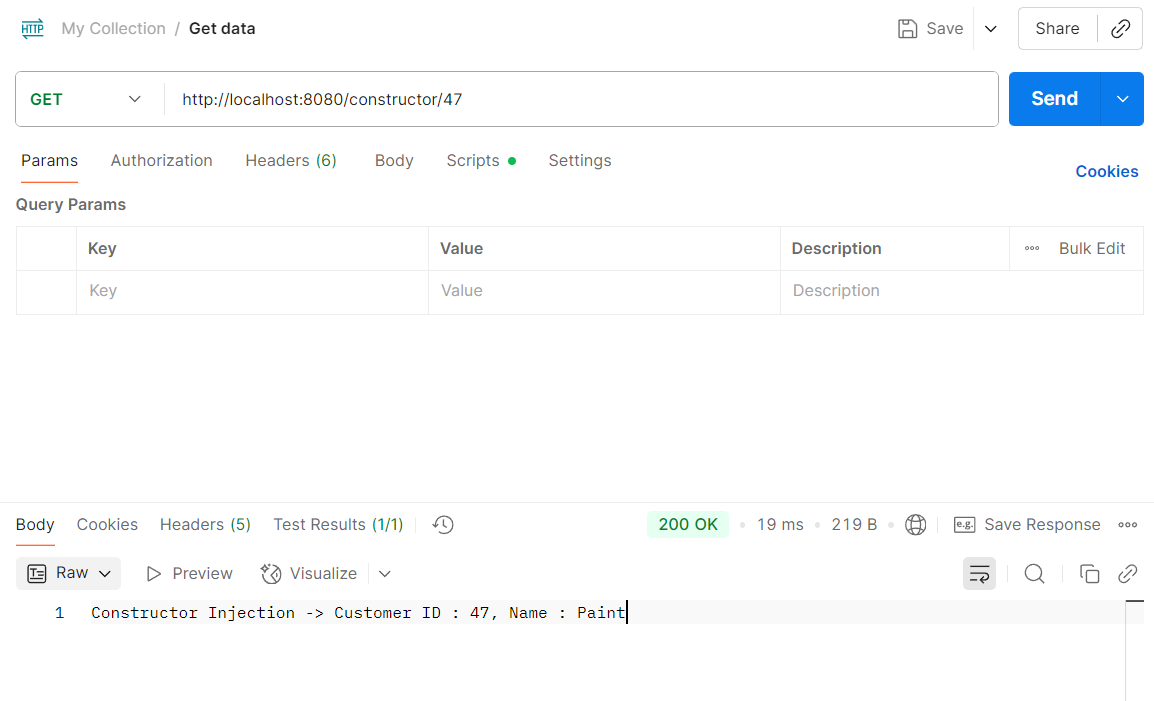 HTTP My Collection / Get data Save Share
GET http://localhost:8080/constructor/47 Send
Params Authorization Headers (6) Body Scripts Settings Cookies
Query Params
Key Value Description Bulk Edit
Key Value Description
Body Cookies Headers (5) Test Results (1/1) 200 OK 19 ms 219 B e.g. Save Response
Raw Preview Visualize
1 Constructor Injection -> Customer ID : 47, Name : Paint